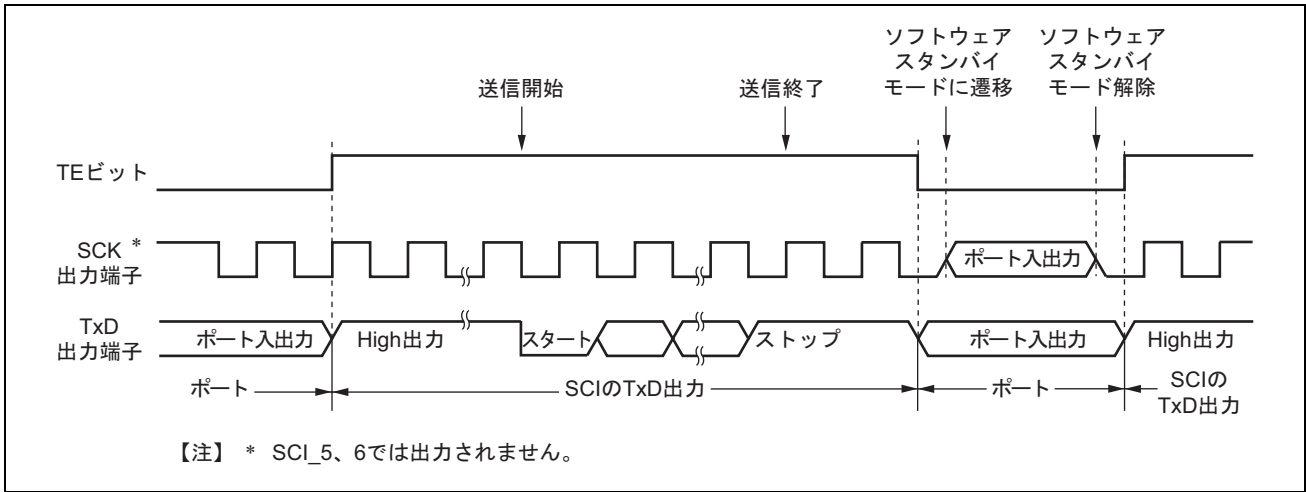 ソフトウェア
スタンバイ
モードに遷移
ソフトウェア
スタンバイ
モード解除
送信開始
送信終了
TEビット
SCK *
出力端子
ポート入出力
TxD
出力端子
ポート入出力
High出力
スタート
ストップ
ポート入出力
High出力
ポート
SCIのTxD出力
ポート
SCIの
TxD出力
【注】 * SCI_5、6では出力されません。